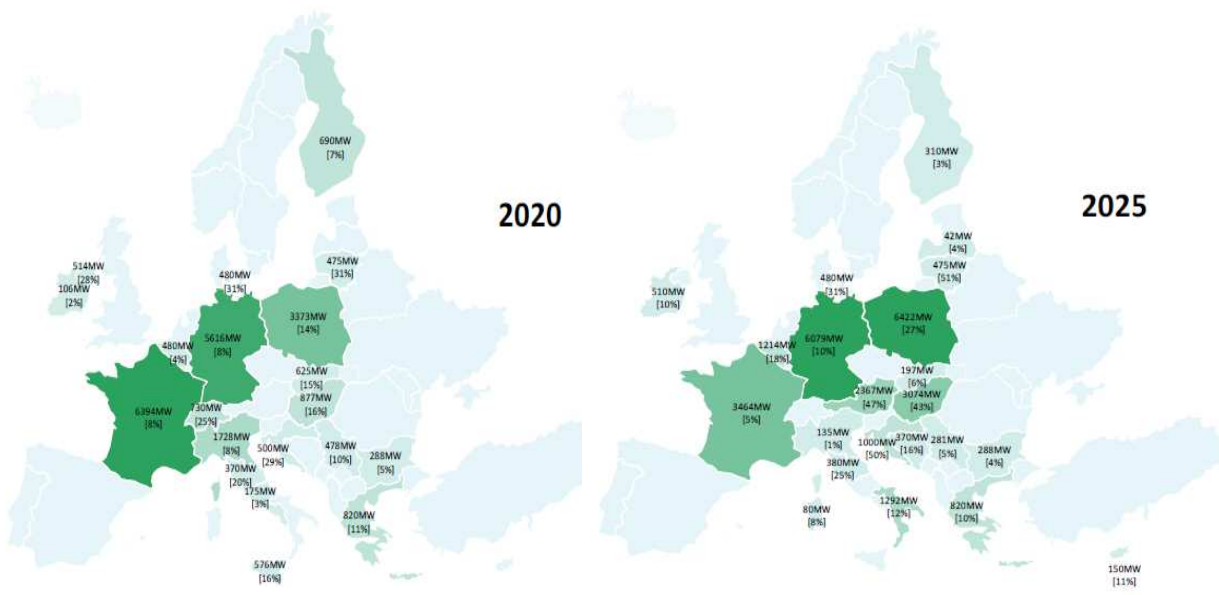 690MW
[7%]
2020
514MW
[28%]
106MW
[2%]
480MW
[31%]
475MW
[31%]
3373MW
[14%]
5616MW
[8%]
480MW
[4%]
625MW
[15%]
877MW
[16%]
6394MW
[8%]
730MW
[25%]
1728MW
[8%]
500MW
[29%]
478MW
[10%]
288MW
[5%]
370MW
[20%]
175MW
[3%]
820MW
[11%]
576MW
[16%]
310MW
[3%]
2025
42MW
[4%]
475MW
[51%]
510MW
[10%]
480MW
[31%]
6422MW
[27%]
6079MW
[10%]
1214MW
[18%]
197MW
[6%]
2367MW
[47%]
3074MW
[43%]
3464MW
[5%]
135MW
[1%]
1000MW
[50%]
370MW
[16%]
281MW
[5%]
288MW
[4%]
380MW
[25%]
80MW
[8%]
1292MW
[12%]
820MW
[10%]
150MW
[11%]